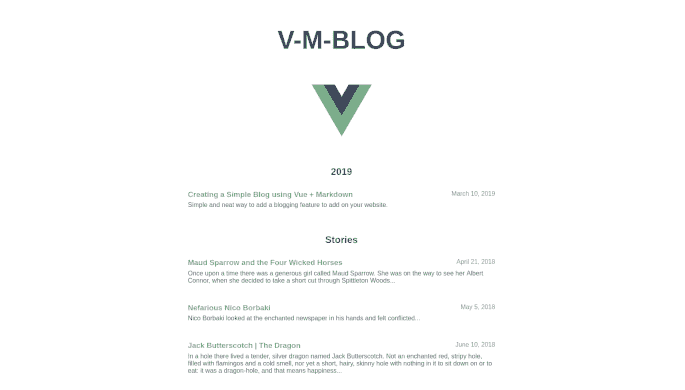 V-M-BLOG
2019
Creating a Simple Blog using Vue + Markdown March 10, 2019
Simple and neat way to add a blogging feature to add on your website.
Stories
Maud Sparrow and the Four Wicked Horses April 21, 2018
Once upon a time there was a generous girl called Maud Sparrow. She was on the way to see her Albert
Connor, when she decided to take a short cut through Spittleton Woods...
Nefarious Nico Borbaki May 5, 2018
Nico Borbaki looked at the enchanted newspaper in his hands and felt conflicted...
Jack Butterscotch | The Dragon June 10, 2018
In a hole there lived a tender, silver dragon named Jack Butterscotch. Not an enchanted red, stripy hole,
filled with flamingos and a cold smell, nor yet a short, hairy, skinny hole with nothing in it to sit down on or to
eat: it was a dragon-hole, and that means happiness...